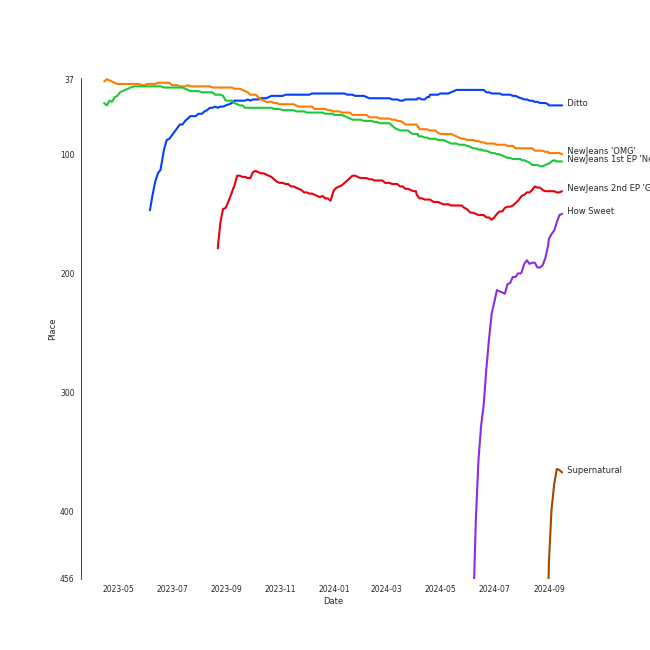 37
100
200
300
400
456
Place
2023-05
2023-07
2023-09
2023-11
2024-01
2024-03
2024-05
2024-07
2024-09
Date
Ditto
NewJeans 'OMG'
NewJeans 1st EP 'Ne
NewJeans 2nd EP 'G
How Sweet
Supernatural